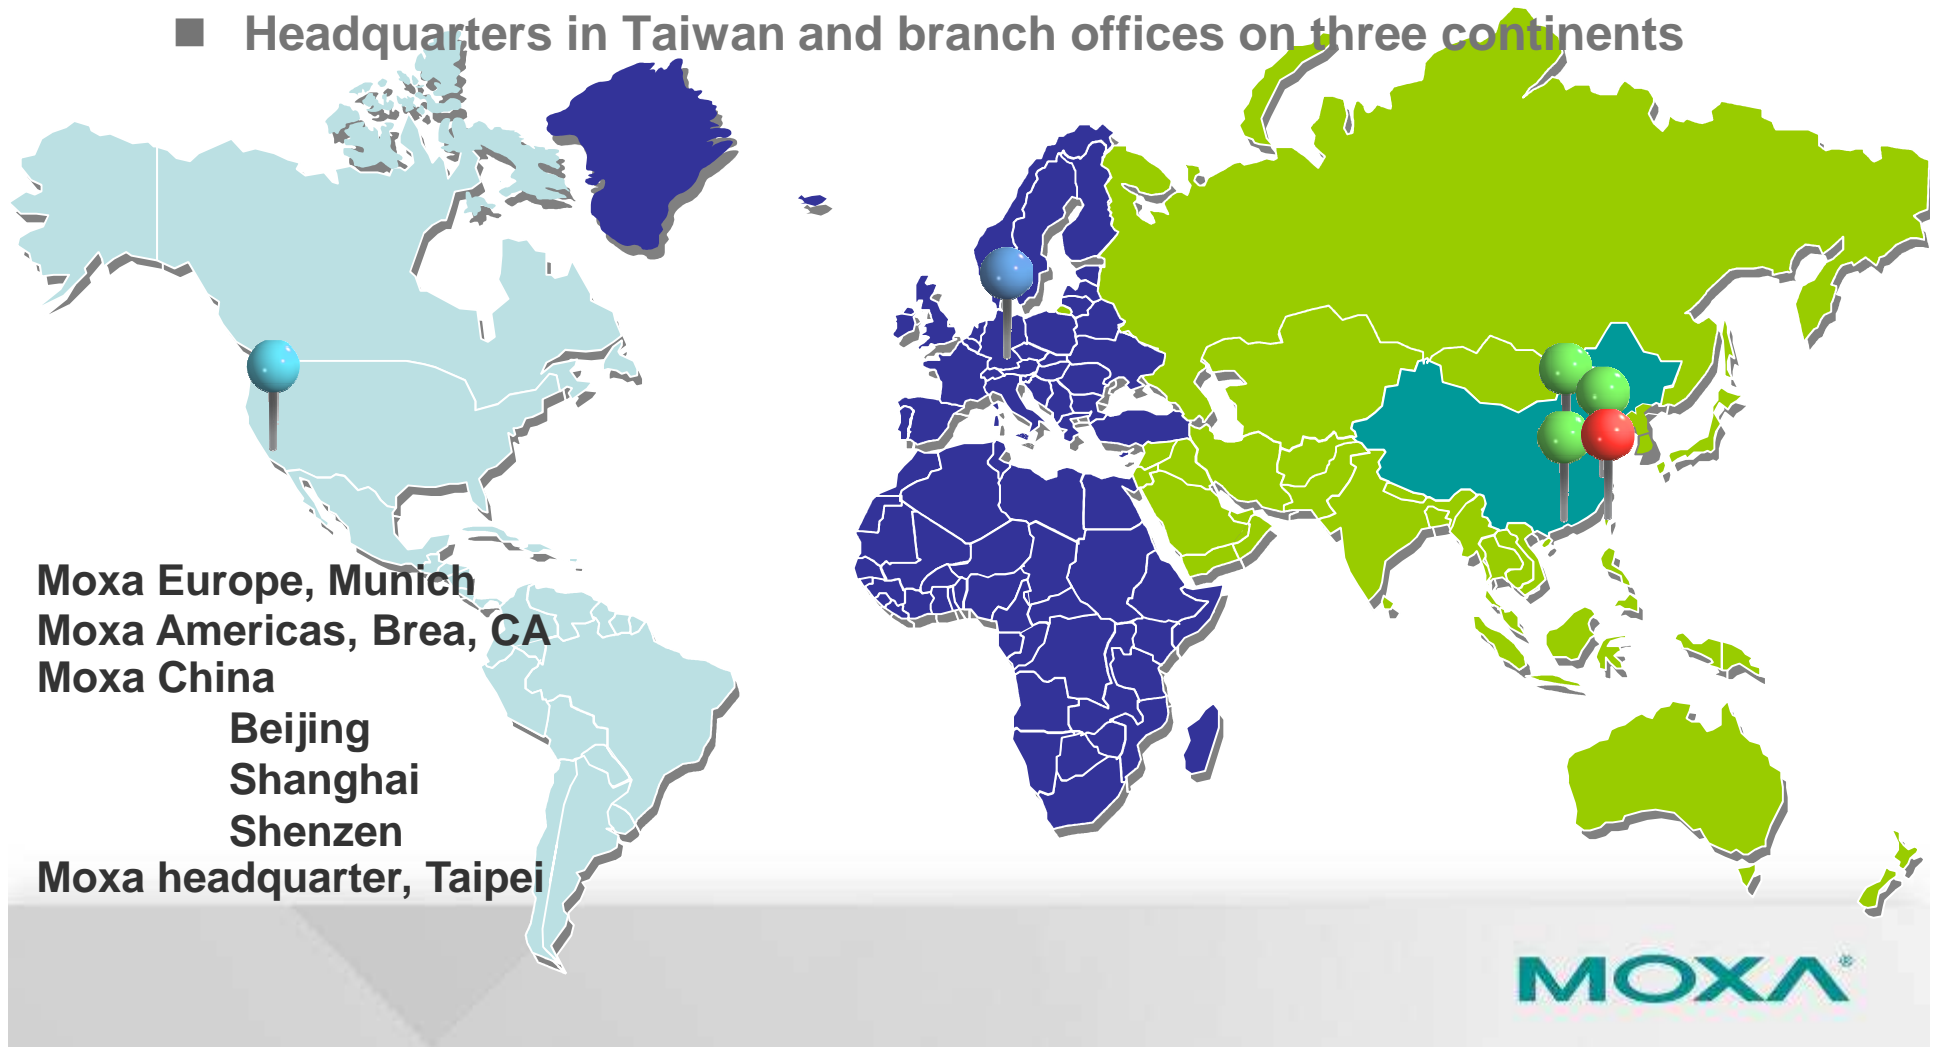 ■ Headquarters in Taiwan and branch offices on three continents
Moxa Europe, Munich
Moxa Americas, Brea, CA
Moxa China
Beijing
Shanghai
Shenzen
Moxa headquarter, Taipei
MOXA®